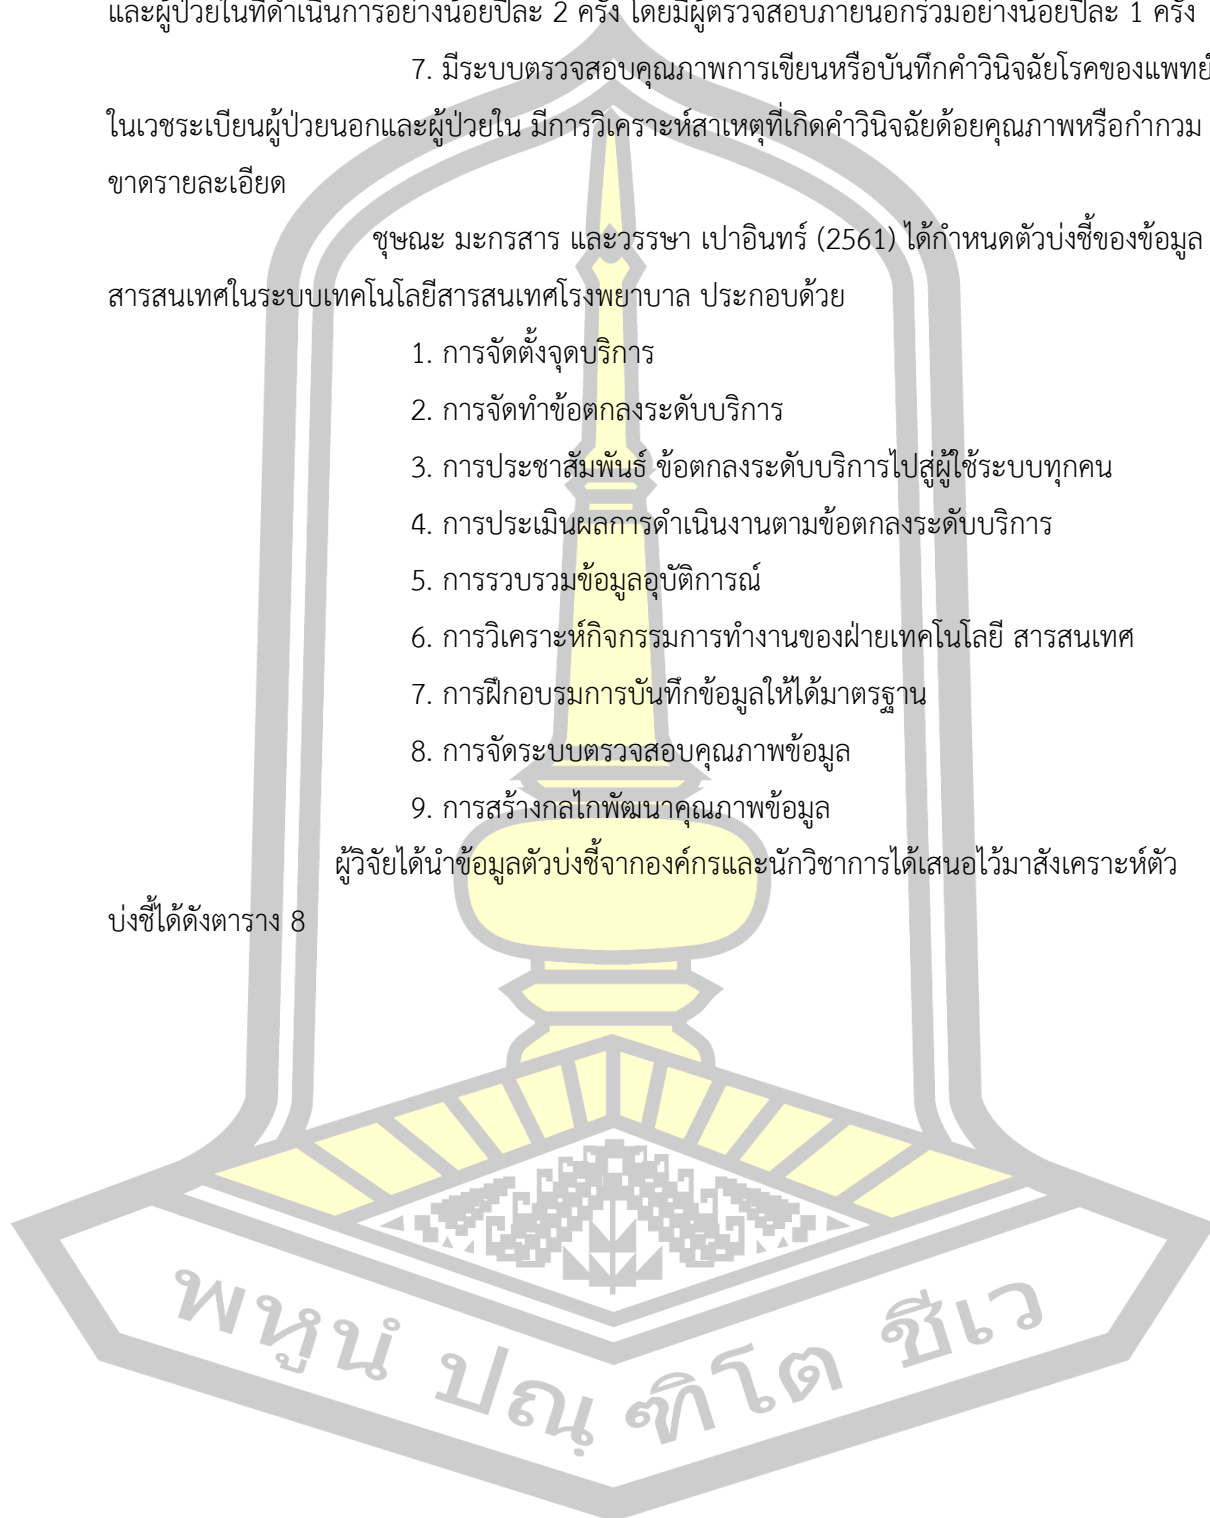 และผู้ป่วยในที่ดำเนินการอย่างน้อยปีละ 2 ครั้ง โดยมีผู้ตรวจสอบภายนอกร่วมอย่างน้อยปีละ 1 ครั้ง
7. มีระบบตรวจสอบคุณภาพการเขียนหรือบันทึกคำวินิจฉัยโรคของแพทย์
ในเวชระเบียนผู้ป่วยนอกและผู้ป่วยใน มีการวิเคราะห์สาเหตุที่เกิดคำวินิจฉัยด้อยคุณภาพหรือกำกวม
ขาดรายละเอียด
ชุษณะ มะกรสาร และวรรษา เปาอินทร์ (2561) ได้กำหนดตัวบ่งชี้ของข้อมูล
สารสนเทศในระบบเทคโนโลยีสารสนเทศโรงพยาบาล ประกอบด้วย
1. การจัดตั้งจุดบริการ
2. การจัดทำข้อตกลงระดับบริการ
3. การประชาสัมพันธ์ ข้อตกลงระดับบริการไปสู่ผู้ใช้ระบบทุกคน
4. การประเมินผลการดำเนินงานตามข้อตกลงระดับบริการ
5. การรวบรวมข้อมูลอุบัติการณ์
6. การวิเคราะห์กิจกรรมการทำงานของฝ่ายเทคโนโลยี สารสนเทศ
7. การฝึกอบรมการบันทึกข้อมูลให้ได้มาตรฐาน
8. การจัดระบบตรวจสอบคุณภาพข้อมูล
9. การสร้างกลไกพัฒนาคุณภาพข้อมูล
ผู้วิจัยได้นำข้อมูลตัวบ่งชี้จากองค์กรและนักวิชาการได้เสนอไว้มาสังเคราะห์ตัว
บ่งชี้ได้ดังตาราง 8
พหูนํ ปณฺฑิโต ชีเว